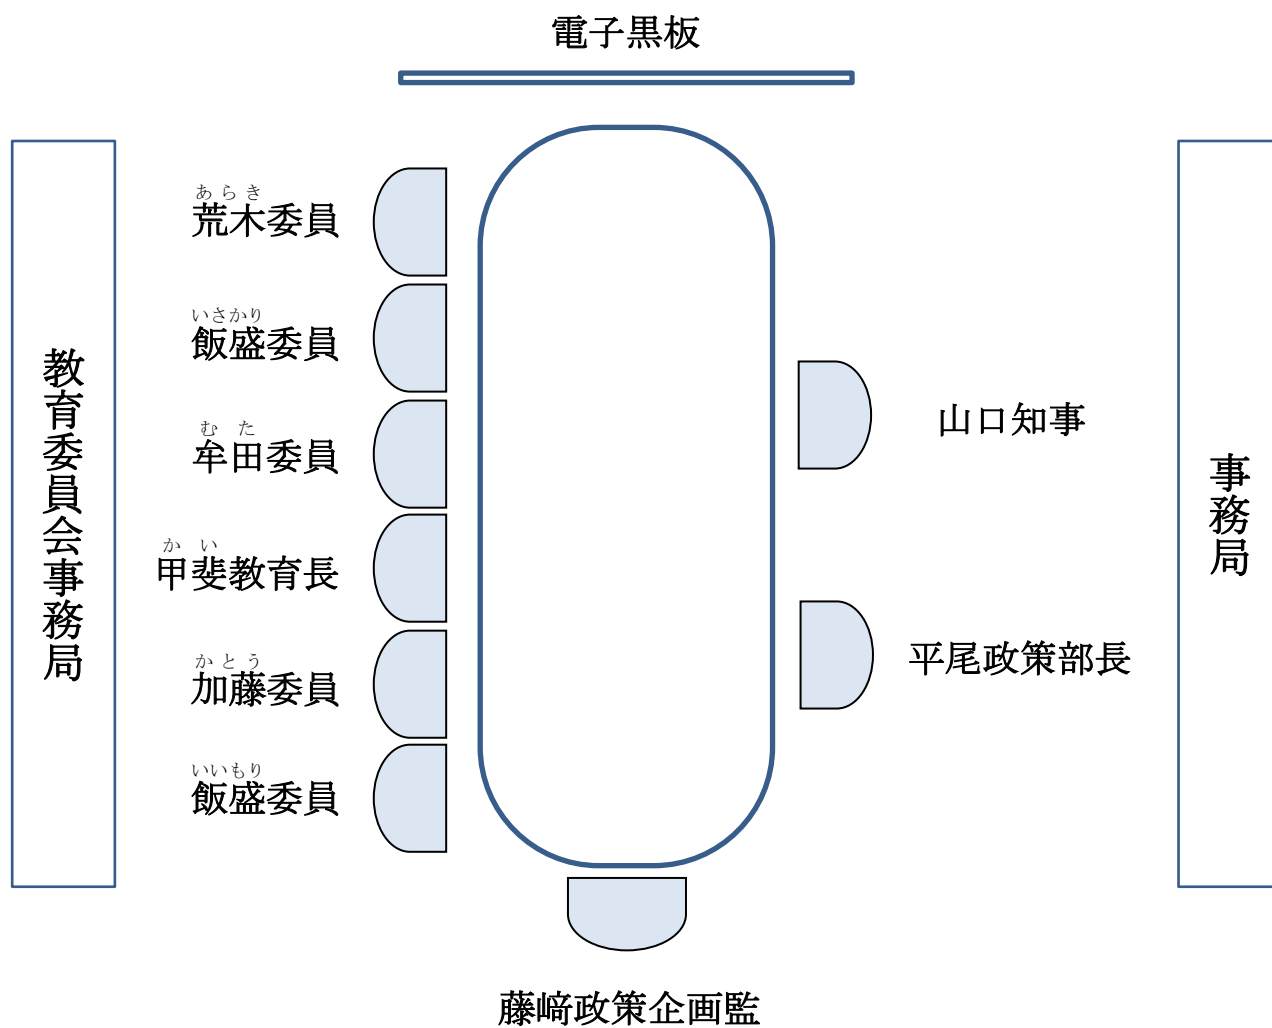 電子黒板
教育委員会事務局
あらき
荒木委員
いさかり
飯盛委員
むた
牟田委員
かい
甲斐教育長
かとう
加藤委員
いいもり
飯盛委員
山口知事
平尾政策部長
事務局
藤﨑政策企画監